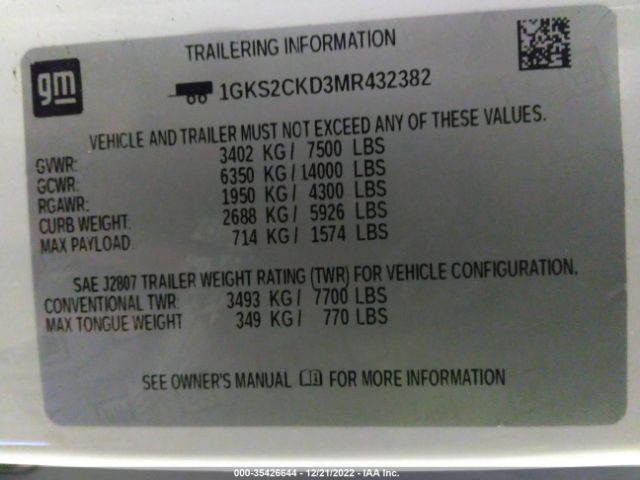 TRAILERING INFORMATION
gm
1GKS2CKD3MR432382
VEHICLE AND TRAILER MUST NOT EXCEED ANY OF THESE VALUES.
GVWR: 3402 KG/ 7500 LBS
GCWR: 6350 KG/14000 LBS
RGAWR: 1950 KG/ 4300 LBS
CURB WEIGHT: 2688 KG/ 5926 LBS
MAX PAYLOAD: 714 KG/ 1574 LBS
SAE J2807 TRAILER WEIGHT RATING (TWR) FOR VEHICLE CONFIGURATION.
CONVENTIONAL TWR: 3493 KG/ 7700 LBS
MAX TONGUE WEIGHT 349 KG/ 770 LBS
SEE OWNER'S MANUAL FOR MORE INFORMATION
000-35426644 - 12/21/2022 - IAA Inc.